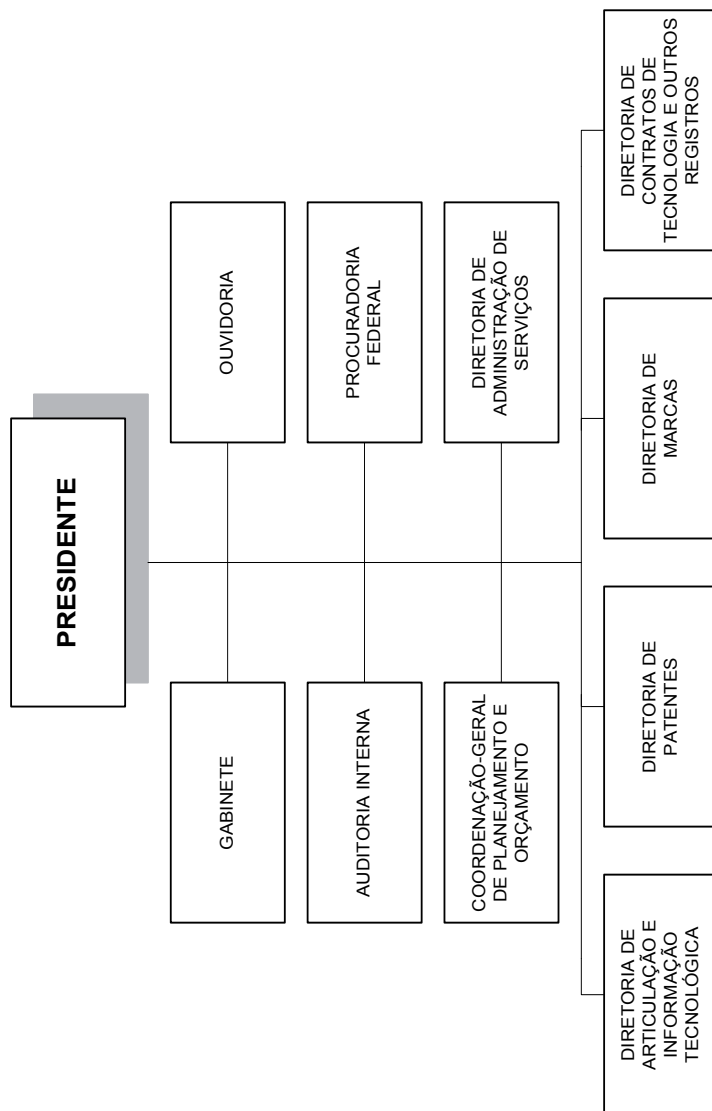 PRESIDENTE
GABINETE
OUVIDORIA
AUDITORIA INTERNA
PROCURADORIA
FEDERAL
COORDENAÇÃO-GERAL
DE PLANEJAMENTO E
ORÇAMENTO
DIRETORIA DE
ADMINISTRAÇÃO DE
SERVIÇOS
DIRETORIA DE
ARTICULAÇÃO E
INFORMAÇÃO
TECNOLÓGICA
DIRETORIA DE
PATENTES
DIRETORIA DE
MARCAS
DIRETORIA DE
CONTRATOS DE
TECNOLOGIA E OUTROS
REGISTROS